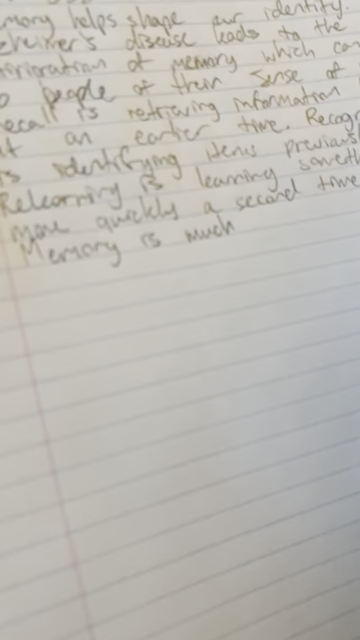 mory helps shape our identity.
zheimer's disease leads to the
erioration of memory which ca
people of their sense of
ecall is retrieving information
at an earlier time. Recog
is identifying items previous
Relearning is learning someth
more quickly a second time
Memory is much